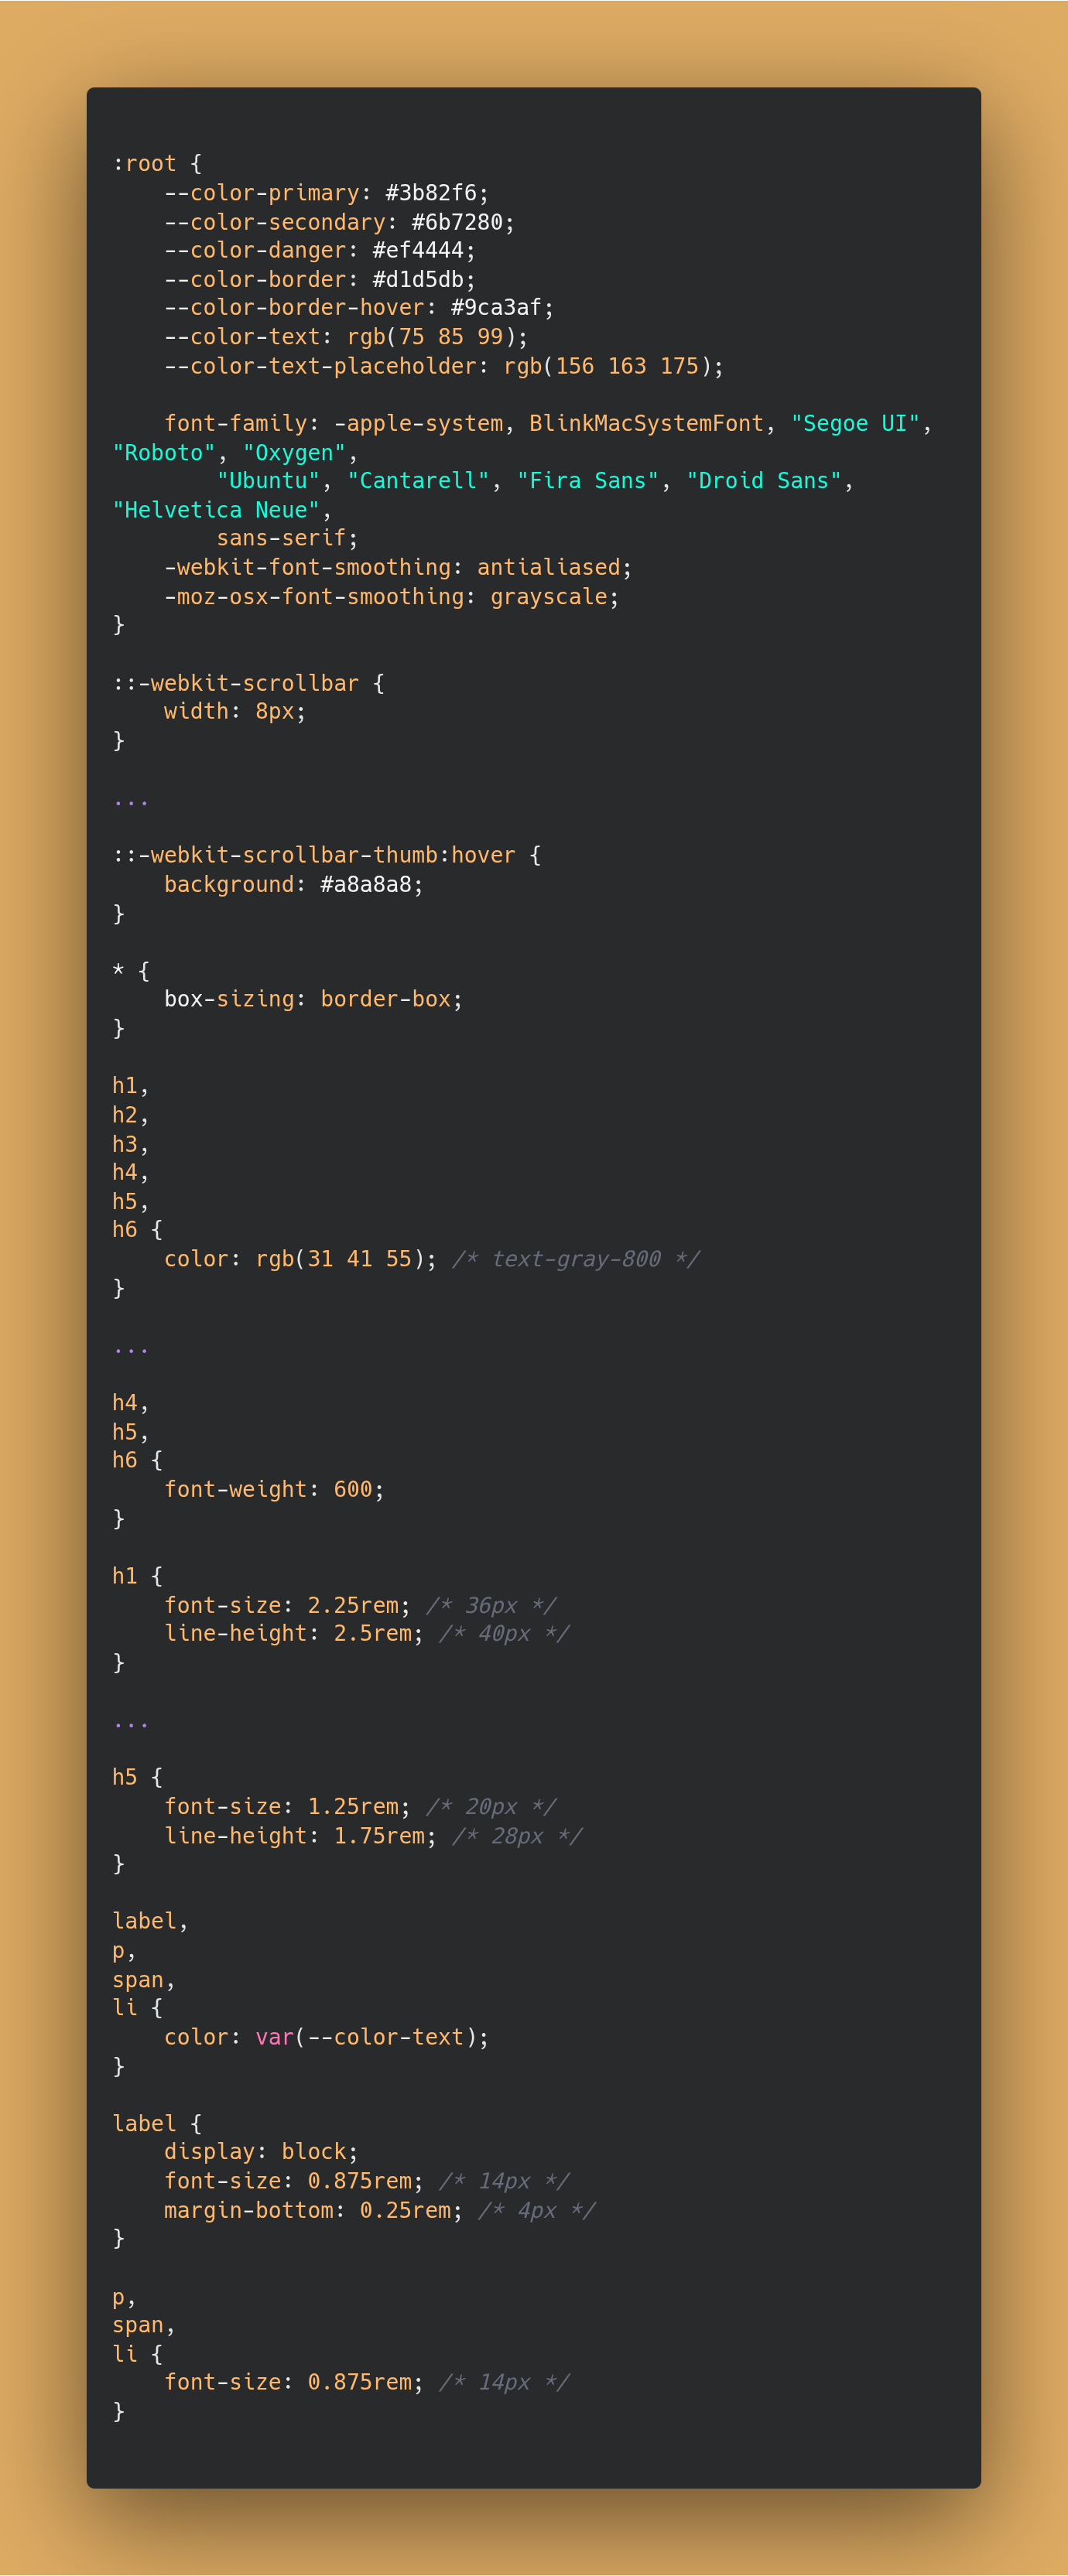 :root {
    --color-primary: #3b82f6;
    --color-secondary: #6b7280;
    --color-danger: #ef4444;
    --color-border: #d1d5db;
    --color-border-hover: #9ca3af;
    --color-text: rgb(75 85 99);
    --color-text-placeholder: rgb(156 163 175);

    font-family: -apple-system, BlinkMacSystemFont, "Segoe UI",
"Roboto", "Oxygen",
        "Ubuntu", "Cantarell", "Fira Sans", "Droid Sans",
"Helvetica Neue",
        sans-serif;
    -webkit-font-smoothing: antialiased;
    -moz-osx-font-smoothing: grayscale;
}

::-webkit-scrollbar {
    width: 8px;
}

...

::-webkit-scrollbar-thumb:hover {
    background: #a8a8a8;
}

* {
    box-sizing: border-box;
}

h1,
h2,
h3,
h4,
h5,
h6 {
    color: rgb(31 41 55); /* text-gray-800 */
}

...

h4,
h5,
h6 {
    font-weight: 600;
}

h1 {
    font-size: 2.25rem; /* 36px */
    line-height: 2.5rem; /* 40px */
}

...

h5 {
    font-size: 1.25rem; /* 20px */
    line-height: 1.75rem; /* 28px */
}

label,
p,
span,
li {
    color: var(--color-text);
}

label {
    display: block;
    font-size: 0.875rem; /* 14px */
    margin-bottom: 0.25rem; /* 4px */
}

p,
span,
li {
    font-size: 0.875rem; /* 14px */
}